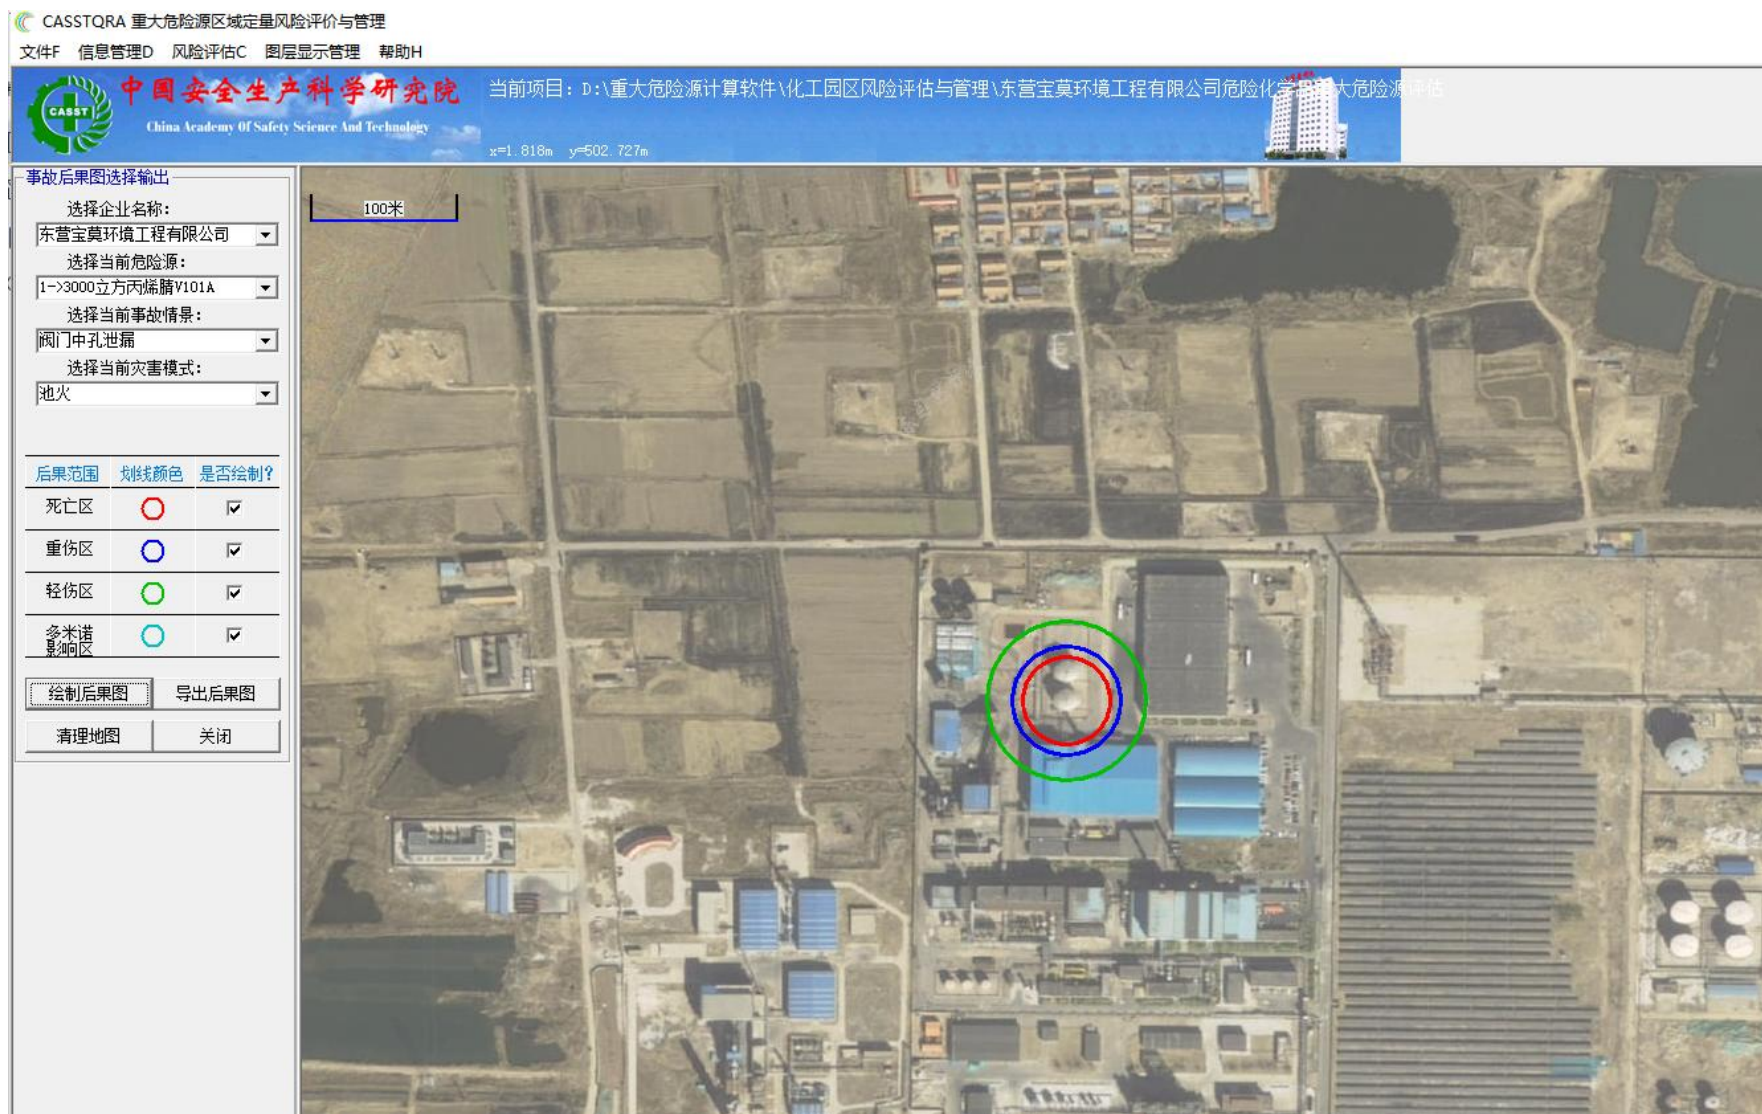 CASSTQRA 重大危险源区域定量风险评价与管理
文件F 信息管理D 风险评估C 图层显示管理 帮助H
CASST
中国安全生产科学研究院
China Academy Of Safety Science And Technology
当前项目：D:\重大危险源计算软件\化工园区风险评估与管理\东营宝莫环境工程有限公司危险化学品重大危险源评估
x=1.818m y=502.727m
事故后果图选择输出
选择企业名称：
东营宝莫环境工程有限公司
选择当前危险源：
1->3000立方丙烯腈V101A
选择当前事故情景：
阀门中孔泄漏
选择当前灾害模式：
池火
后果范围 划线颜色 是否绘制?
死亡区
重伤区
轻伤区
多米诺
影响区
绘制后果图 导出后果图
清理地图 关闭
100米